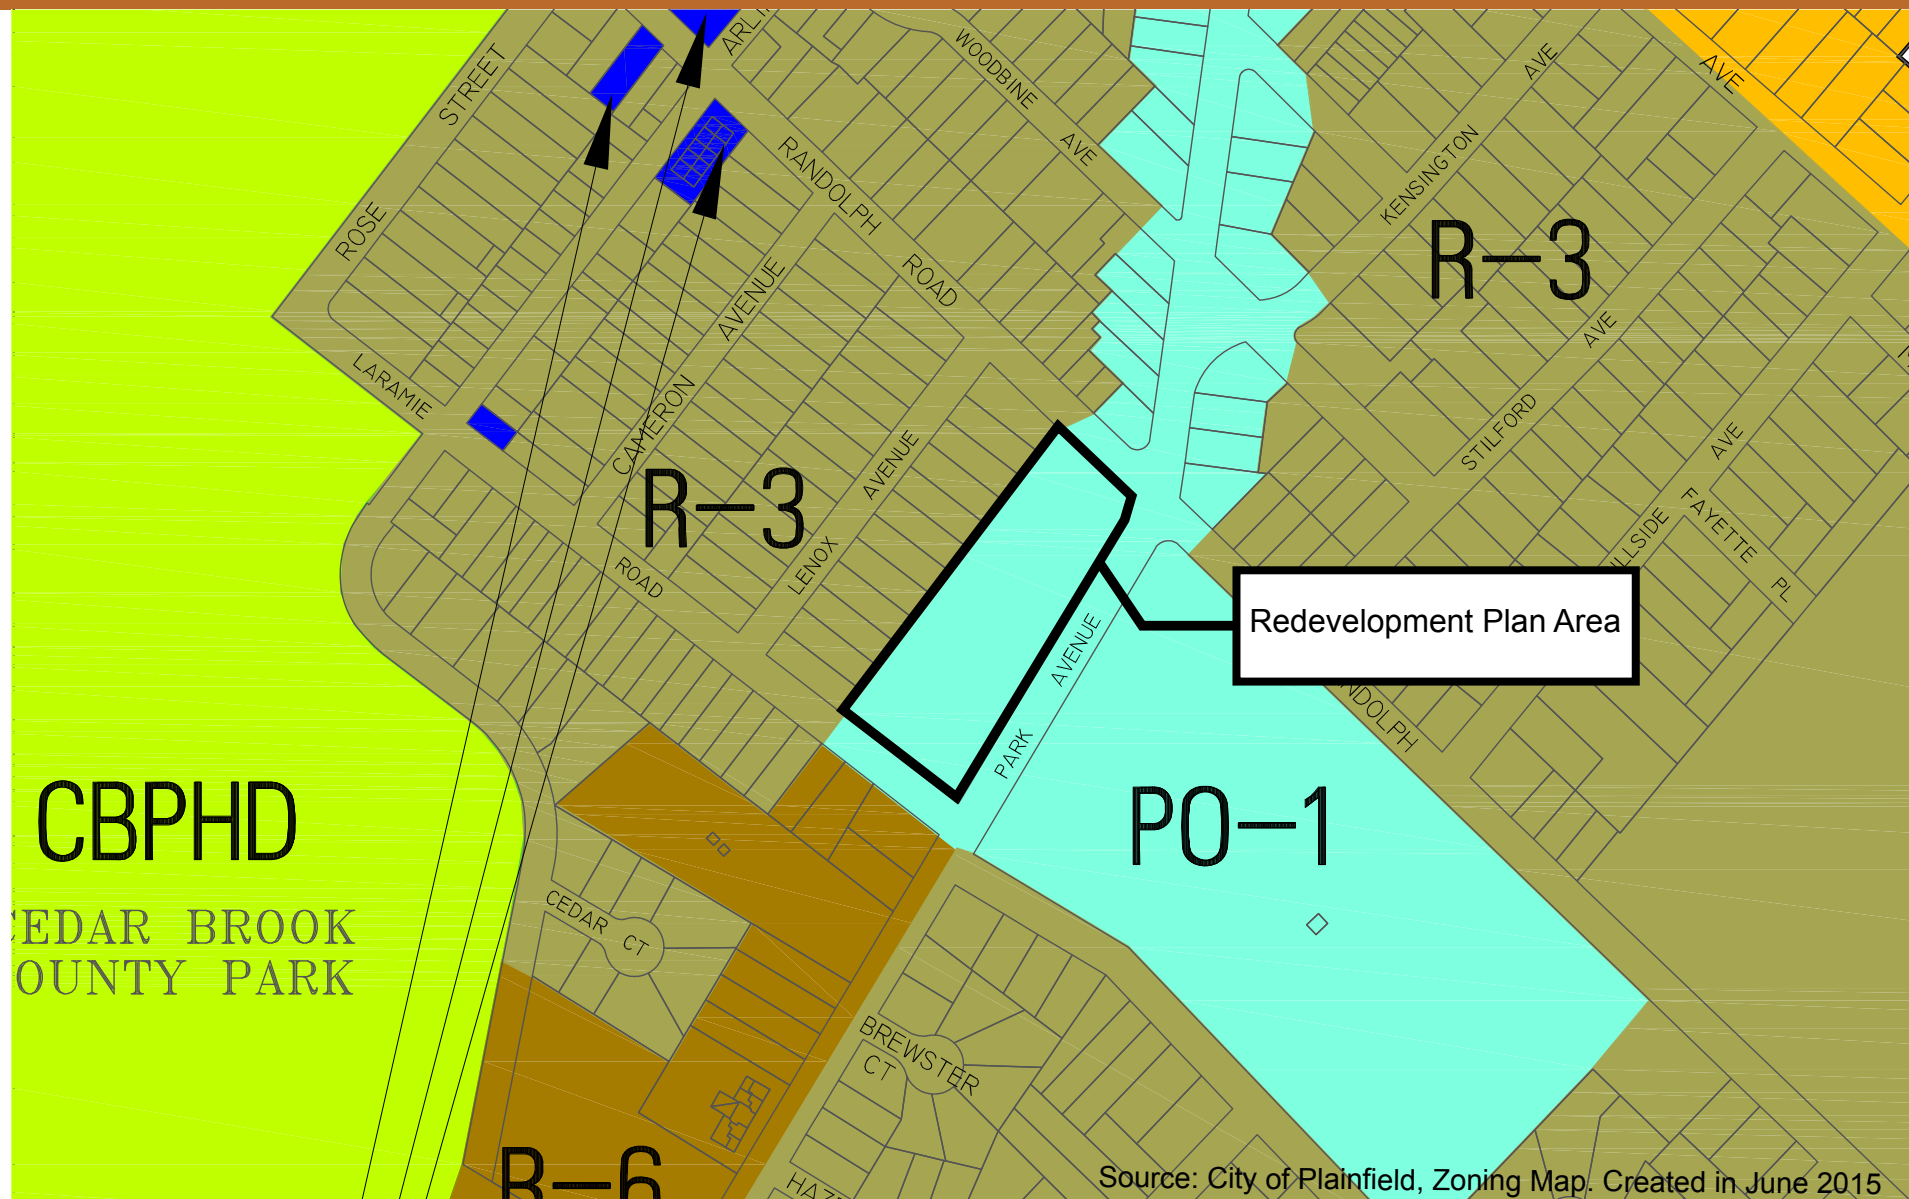 ARLI
WOODBINE
AVE
AVE
AVE
STREET
ROSE
RANDOLPH
ROAD
KENSINGTON
R-3
AVENUE
CAMERON
LARAMIE
AVE
STILFORD
AVENUE
LENOX
R-3
ROAD
AVE
ILLSIDE
FAYETTE
PL
Redevelopment Plan Area
AVENUE
PARK
NDOLPH
CBPHD
EDAR BROOK
OUNTY PARK
PO-1
CEDAR CT
BREWSTER
CT
R-6
HAZ
Source: City of Plainfield, Zoning Map. Created in June 2015